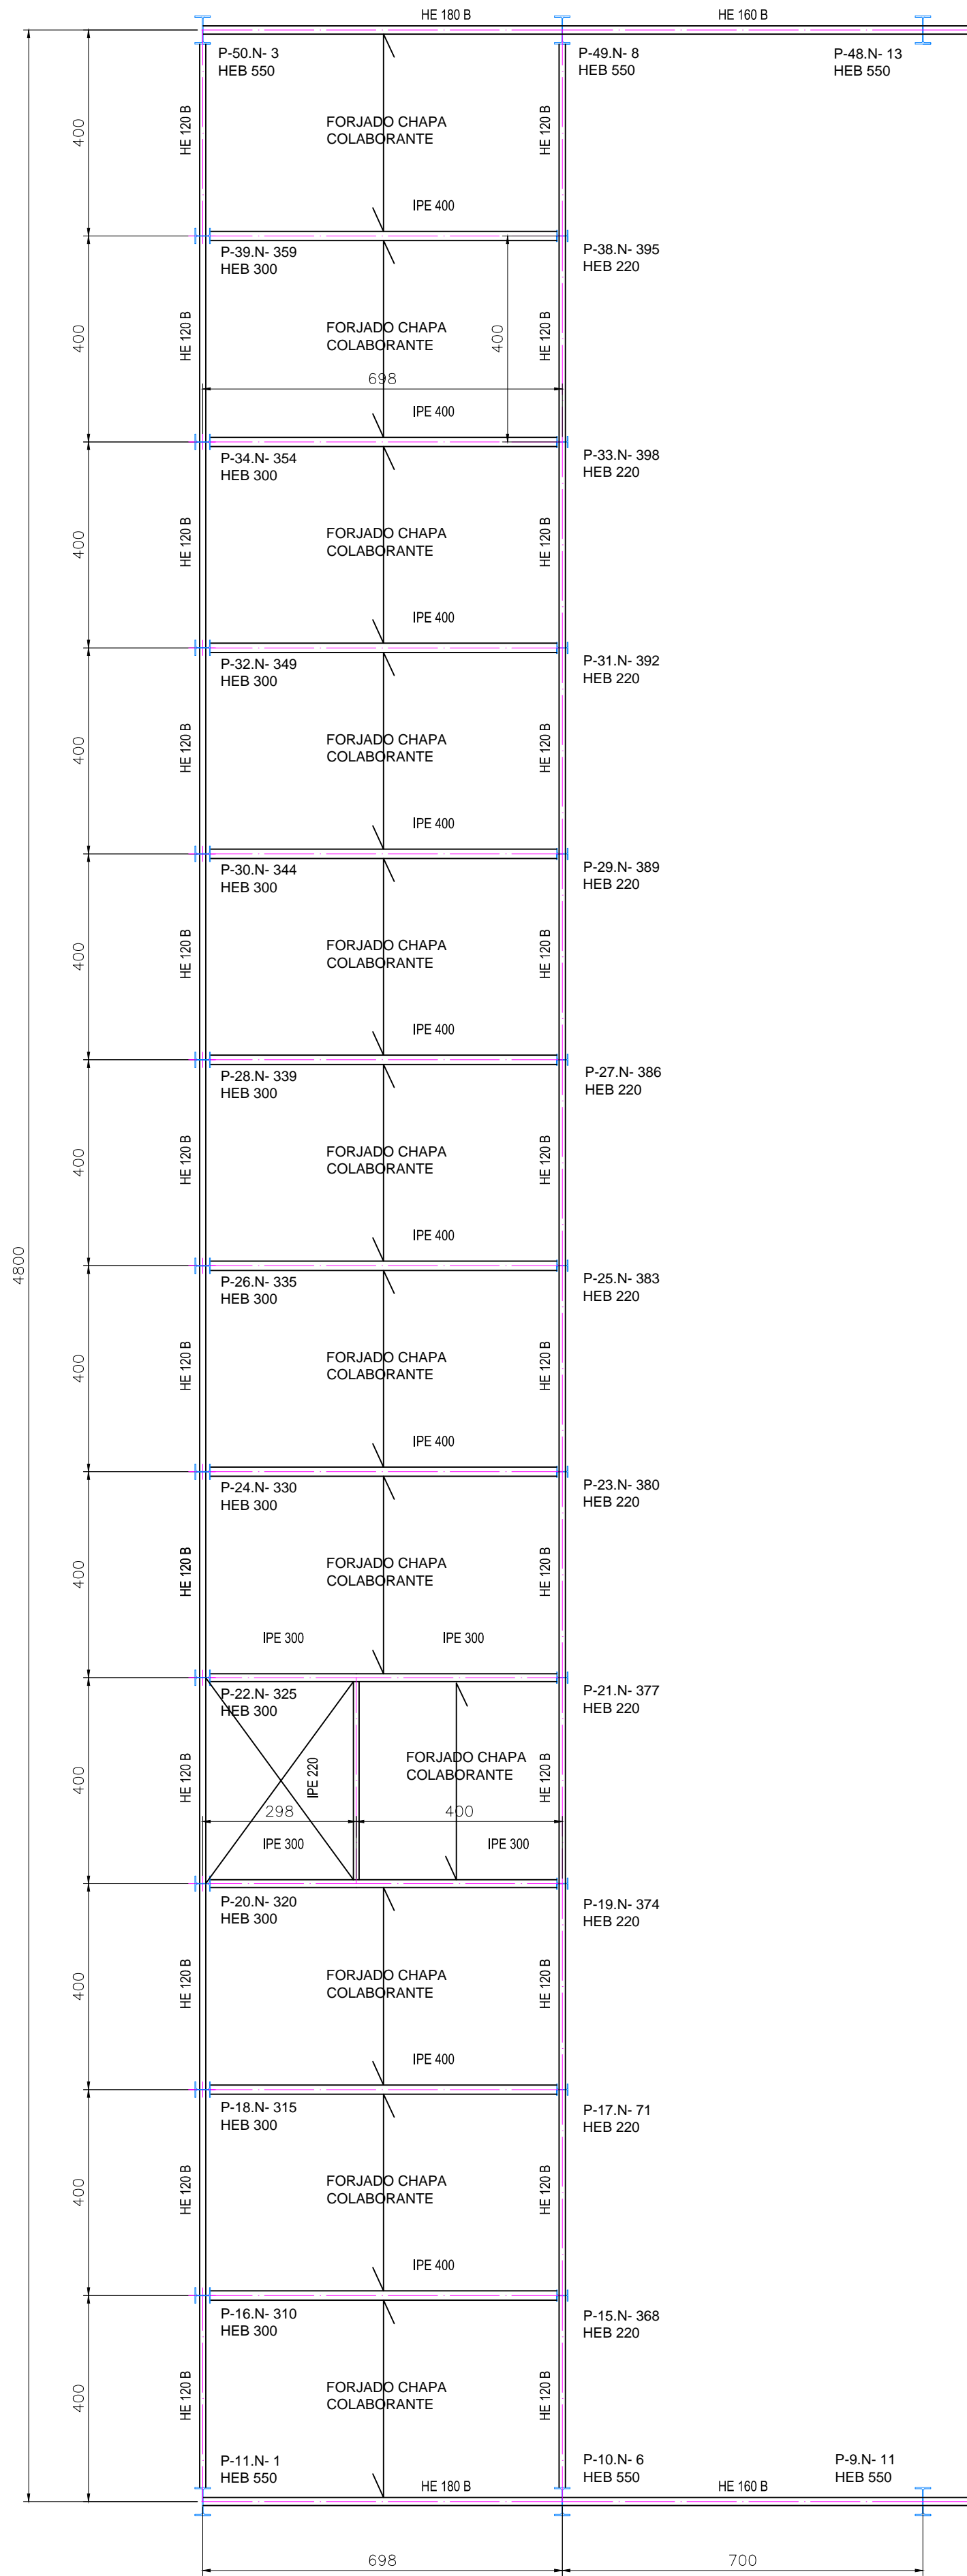 HE 180 B
HE 160 B
P-50.N- 3
HEB 550
P-49.N- 8
HEB 550
P-48.N- 13
HEB 550
400
HE 120 B
FORJADO CHAPA
COLABORANTE
HE 120 B
IPE 400
P-39.N- 359
HEB 300
P-38.N- 395
HEB 220
400
HE 120 B
FORJADO CHAPA
COLABORANTE
400
HE 120 B
698
IPE 400
P-34.N- 354
HEB 300
P-33.N- 398
HEB 220
400
HE 120 B
FORJADO CHAPA
COLABORANTE
HE 120 B
IPE 400
P-32.N- 349
HEB 300
P-31.N- 392
HEB 220
400
HE 120 B
FORJADO CHAPA
COLABORANTE
HE 120 B
IPE 400
P-30.N- 344
HEB 300
P-29.N- 389
HEB 220
400
HE 120 B
FORJADO CHAPA
COLABORANTE
HE 120 B
IPE 400
P-28.N- 339
HEB 300
P-27.N- 386
HEB 220
400
HE 120 B
FORJADO CHAPA
COLABORANTE
HE 120 B
4800
IPE 400
P-26.N- 335
HEB 300
P-25.N- 383
HEB 220
400
HE 120 B
FORJADO CHAPA
COLABORANTE
HE 120 B
IPE 400
P-24.N- 330
HEB 300
P-23.N- 380
HEB 220
400
HE 120 B
FORJADO CHAPA
COLABORANTE
HE 120 B
IPE 300
IPE 300
P-22.N- 325
HEB 300
P-21.N- 377
HEB 220
400
HE 120 B
IPE 220
FORJADO CHAPA
COLABORANTE
HE 120 B
298
400
IPE 300
IPE 300
P-20.N- 320
HEB 300
P-19.N- 374
HEB 220
400
HE 120 B
FORJADO CHAPA
COLABORANTE
HE 120 B
IPE 400
P-18.N- 315
HEB 300
P-17.N- 71
HEB 220
400
HE 120 B
FORJADO CHAPA
COLABORANTE
HE 120 B
IPE 400
P-16.N- 310
HEB 300
P-15.N- 368
HEB 220
400
HE 120 B
FORJADO CHAPA
COLABORANTE
HE 120 B
P-11.N- 1
HEB 550
P-10.N- 6
HEB 550
P-9.N- 11
HEB 550
HE 180 B
HE 160 B
698
700